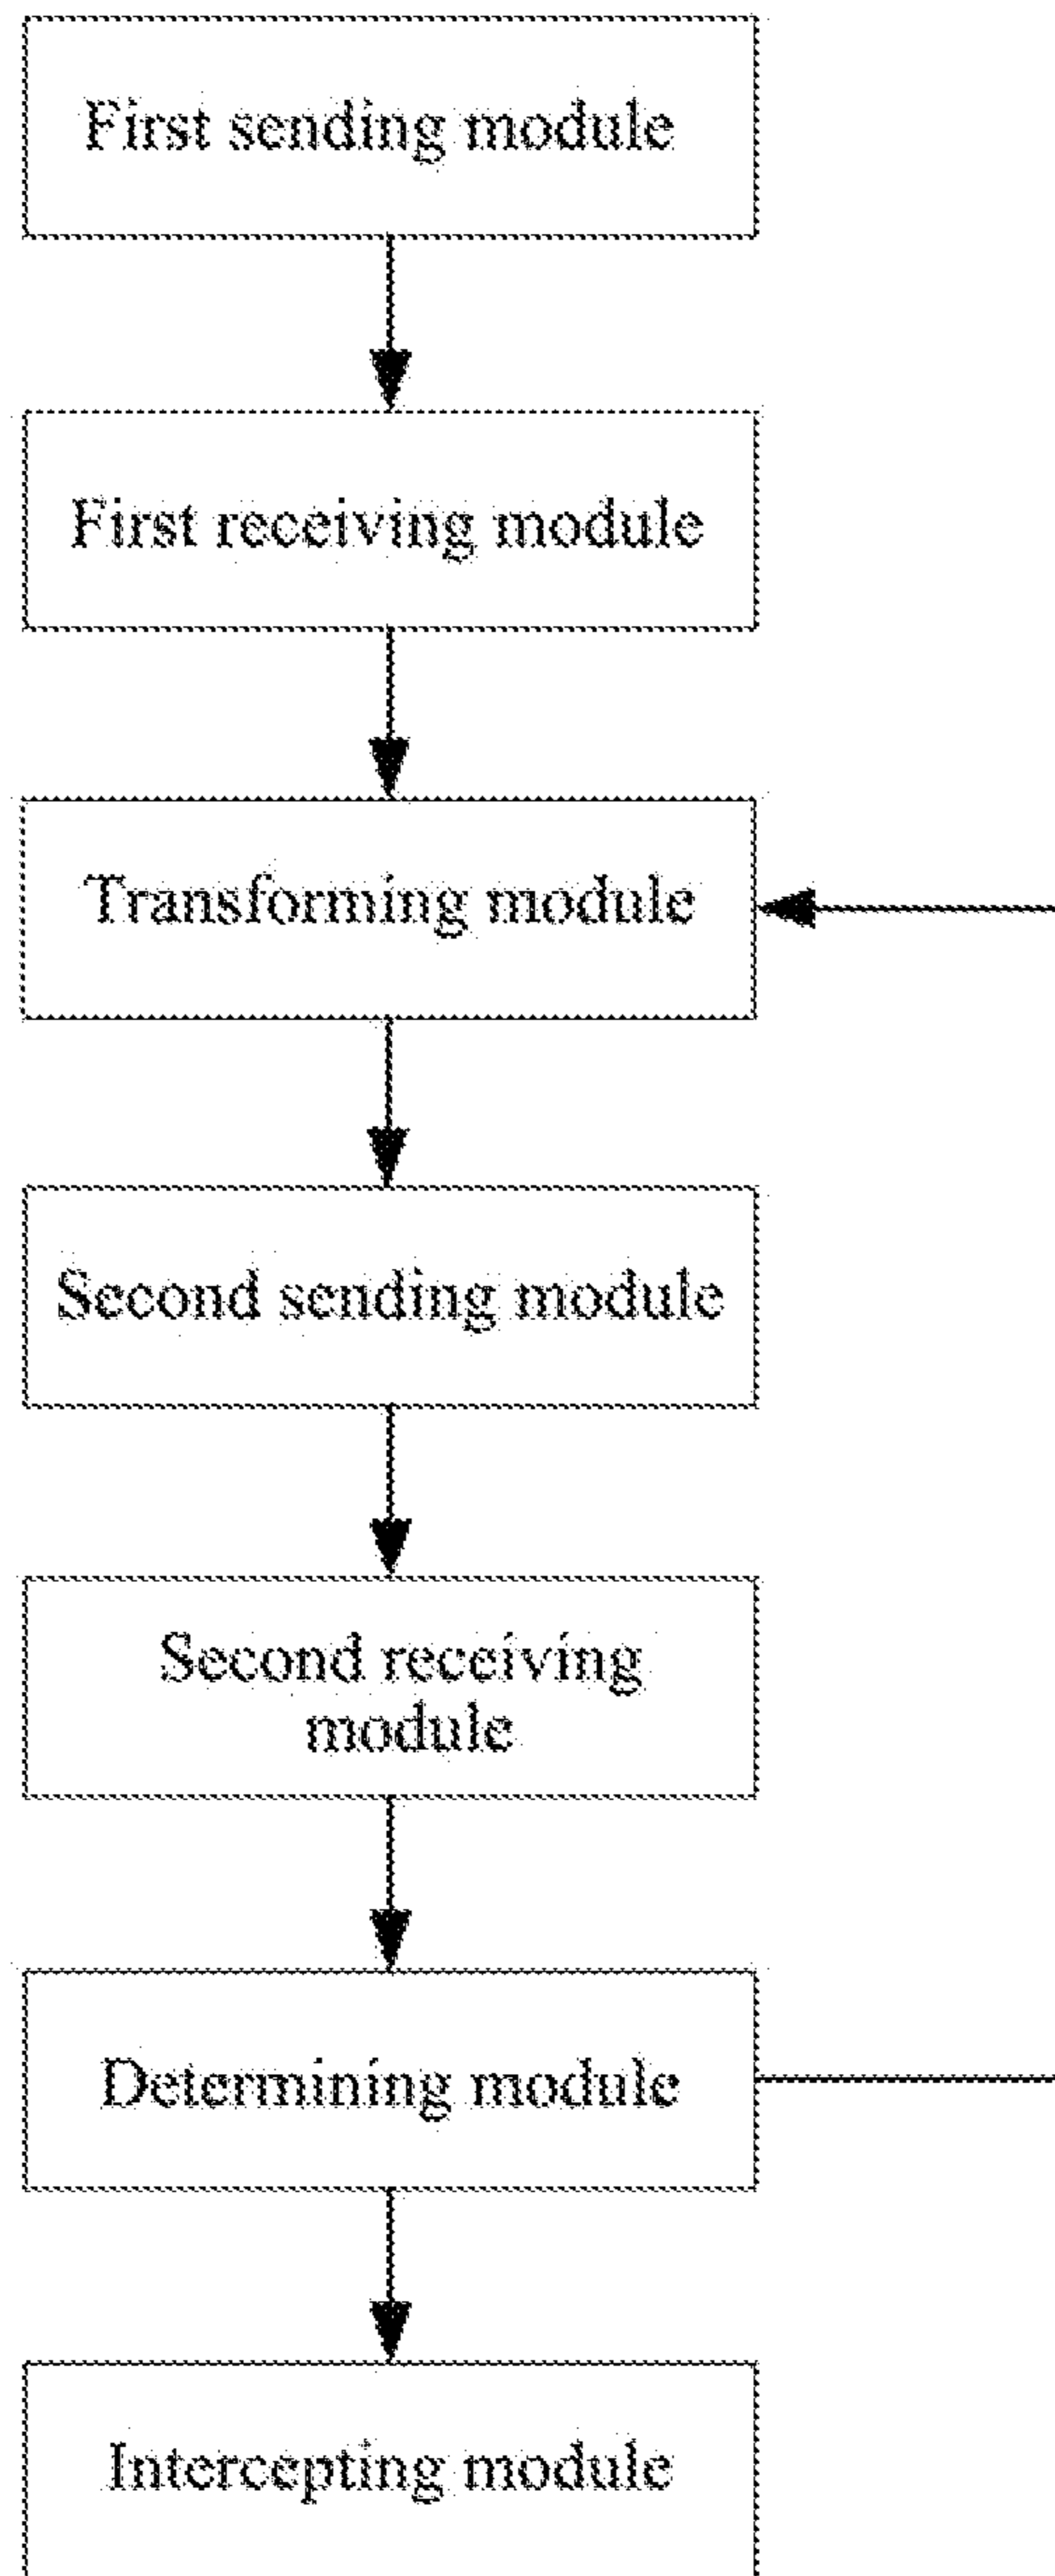 First sending module
First receiving module
Transforming module
Second sending module
Second receiving
module
Determining module
Intercepting module